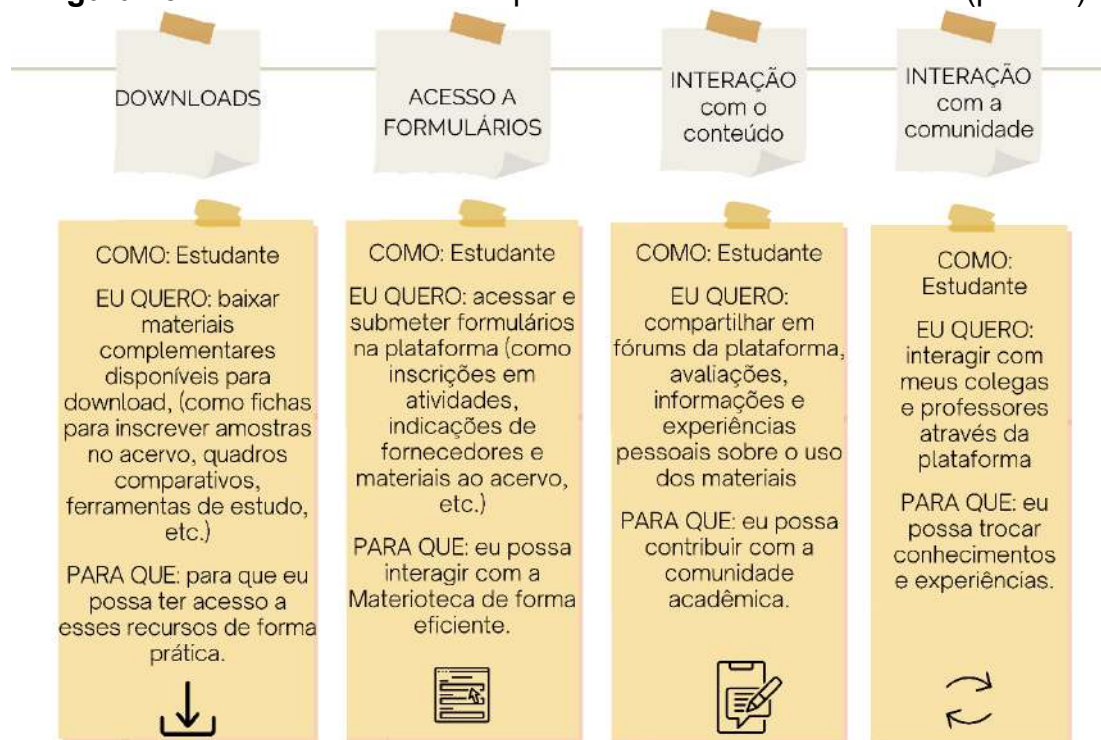 DOWNLOADS
ACESSO A
FORMULÁRIOS
INTERAÇÃO
com o
conteúdo
INTERAÇÃO
com a
comunidade
COMO: Estudante
EU QUERO: baixar
materiais
complementares
disponíveis para
download, (como fichas
para inscrever amostras
no acervo, quadros
comparativos,
ferramentas de estudo,
etc.)
PARA QUE: para que eu
possa ter acesso a
esses recursos de forma
prática.
COMO: Estudante
EU QUERO: acessar e
submeter formulários
na plataforma (como
inscrições em
atividades,
indicações de
fornecedores e
materiais ao acervo,
etc.)
PARA QUE: eu possa
interagir com a
Materioteca de forma
eficiente.
COMO: Estudante
EU QUERO:
compartilhar em
fórums da plataforma,
avaliações,
informações e
experiências
pessoais sobre o uso
dos materiais
PARA QUE: eu possa
contribuir com a
comunidade
acadêmica.
COMO:
Estudante
EU QUERO:
interagir com
meus colegas
e professores
através da
plataforma
PARA QUE: eu
possa trocar
conhecimentos
e experiências.